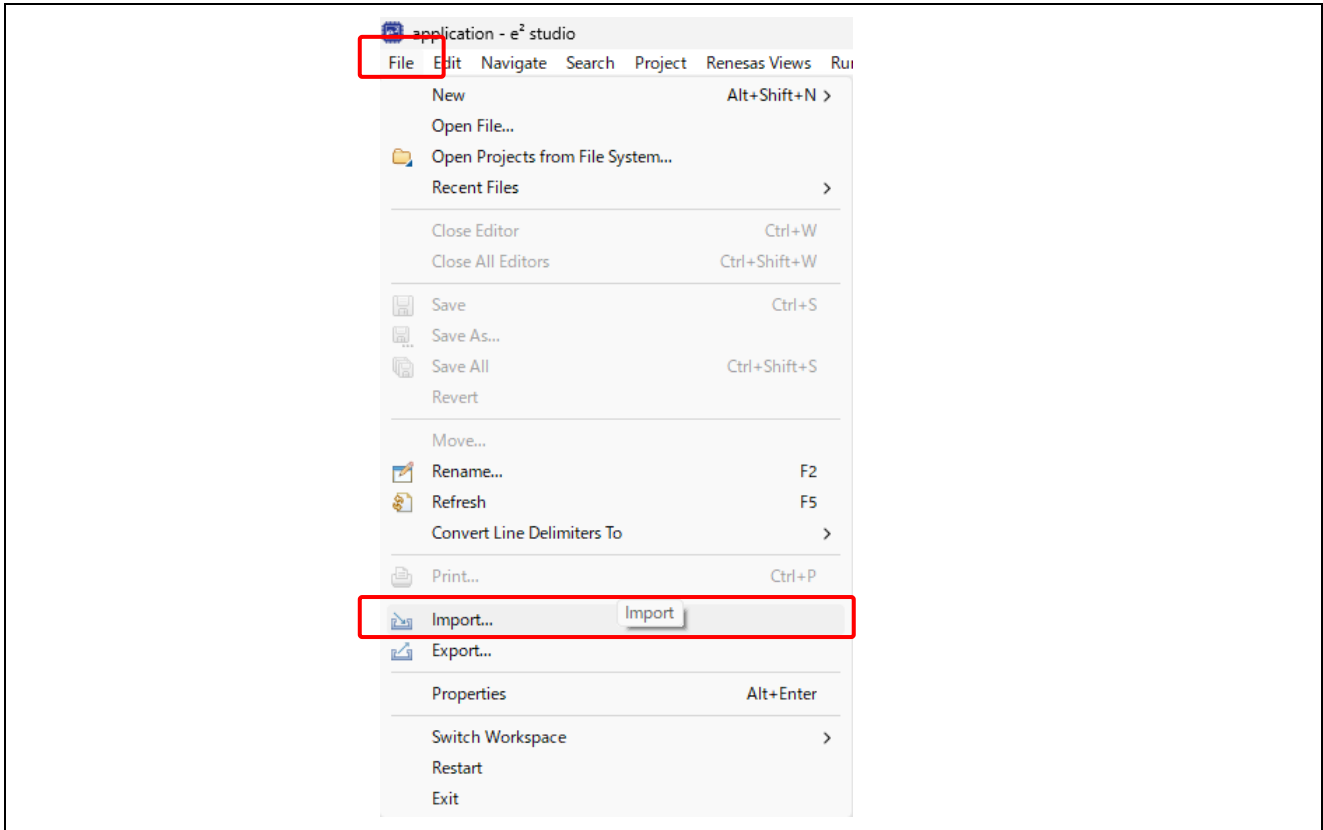 application - e² studio
File Edit Navigate Search Project Renesas Views
New Alt+Shift+N >
Open File...
Open Projects from File System...
Recent Files >
Close Editor Ctrl+W
Close All Editors Ctrl+Shift+W
Save Ctrl+S
Save As...
Save All Ctrl+Shift+S
Revert
Move...
Rename... F2
Refresh F5
Convert Line Delimiters To >
Print... Ctrl+P
Import... Import
Export...
Properties Alt+Enter
Switch Workspace >
Restart
Exit